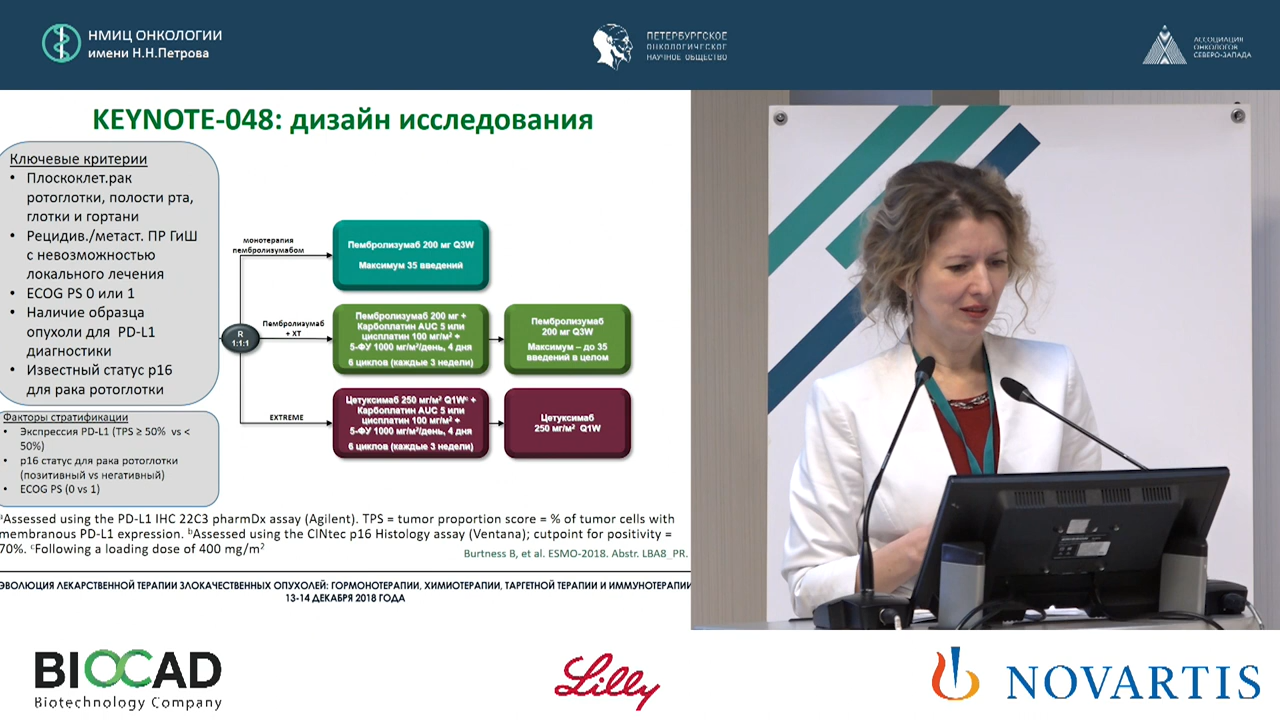 НМИЦ ОНКОЛОГИИ
имени Н.Н.Петрова
ПЕТЕРБУРГСКОЕ
ОНКОЛОГИЧЕСКОЕ
НАУЧНОЕ ОБЩЕСТВО
АССОЦИАЦИЯ
ОНКОЛОГОВ
СЕВЕРО-ЗАПАДА
KEYNOTE-048: дизайн исследования
Ключевые критерии
• Плоскоклет.рак
ротоглотки, полости рта,
глотки и гортани
• Рецидив./метаст. ПР ГиШ
с невозможностью
локального лечения
• ECOG PS 0 или 1
• Наличие образца
опухоли для PD-L1
диагностики
• Известный статус p16
для рака ротоглотки
Факторы стратификации
• Экспрессия PD-L1 (TPS ≥ 50% vs <
50%)
• p16 статус для рака ротоглотки
(позитивный vs негативный)
• ECOG PS (0 vs 1)
R
1:1:1
монотерапия
пембролизумабом
Пембролизумаб 200 мг Q3W
Максимум 35 введений
Пембролизумаб
+ ХТ
Пембролизумаб 200 мг +
Карбоплатин AUC 5 или
цисплатин 100 мг/м² +
5-ФУ 1000 мг/м²/день, 4 дня
6 циклов (каждые 3 недели)
Пембролизумаб
200 мг Q3W
Максимум – до 35
введений в целом
EXTREME
Цетуксимаб 250 мг/м² Q1Wᶜ +
Карбоплатин AUC 5 или
цисплатин 100 мг/м² +
5-ФУ 1000 мг/м²/день, 4 дня
6 циклов (каждые 3 недели)
Цетуксимаб
250 мг/м² Q1W
ᵃAssessed using the PD-L1 IHC 22C3 pharmDx assay (Agilent). TPS = tumor proportion score = % of tumor cells with
membranous PD-L1 expression. ᵇAssessed using the CINtec p16 Histology assay (Ventana); cutpoint for positivity =
70%. ᶜFollowing a loading dose of 400 mg/m²
Burtness B, et al. ESMO-2018. Abstr. LBA8_PR.
ЭВОЛЮЦИЯ ЛЕКАРСТВЕННОЙ ТЕРАПИИ ЗЛОКАЧЕСТВЕННЫХ ОПУХОЛЕЙ: ГОРМОНОТЕРАПИИ, ХИМИОТЕРАПИИ, ТАРГЕТНОЙ ТЕРАПИИ И ИММУНОТЕРАПИИ
13-14 ДЕКАБРЯ 2018 ГОДА
BIOCAD
Biotechnology Company
Lilly
NOVARTIS